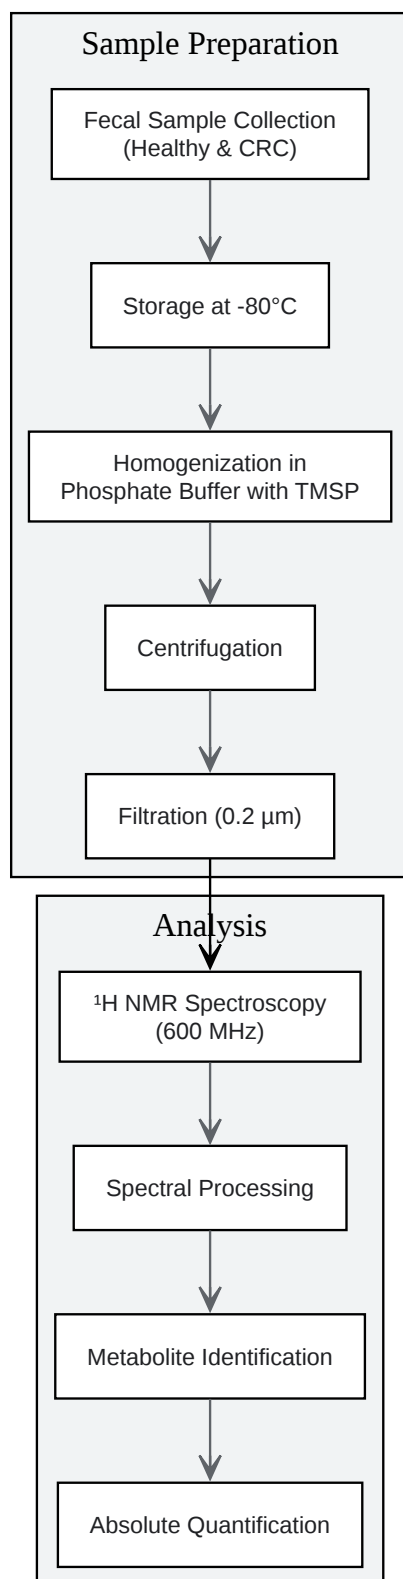 Sample Preparation
Fecal Sample Collection
(Healthy & CRC)
Storage at -80°C
Homogenization in
Phosphate Buffer with TMSP
Centrifugation
Filtration (0.2 µm)
Analysis
¹H NMR Spectroscopy
(600 MHz)
Spectral Processing
Metabolite Identification
Absolute Quantification